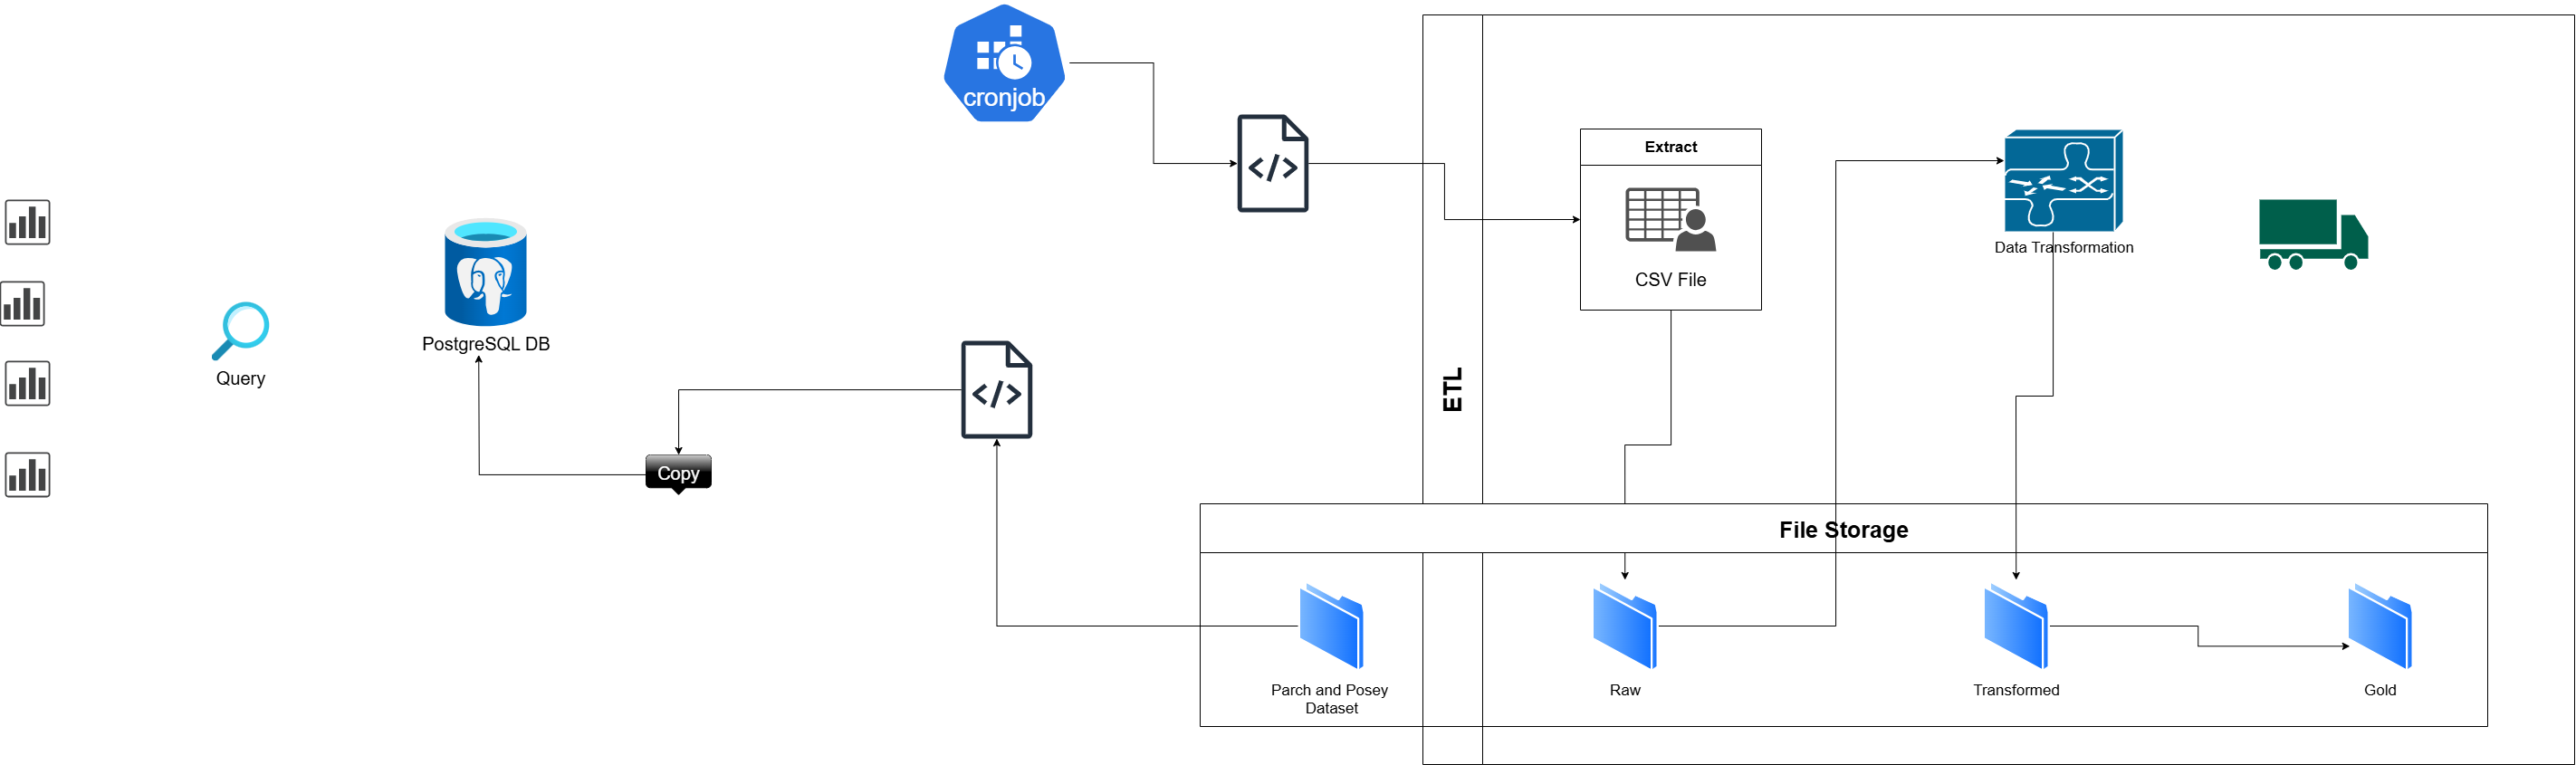 cronjob
Extract
CSV File
Data Transformation
PostgreSQL DB
Query
ETL
Copy
File Storage
Parch and Posey
Dataset
Raw
Transformed
Gold